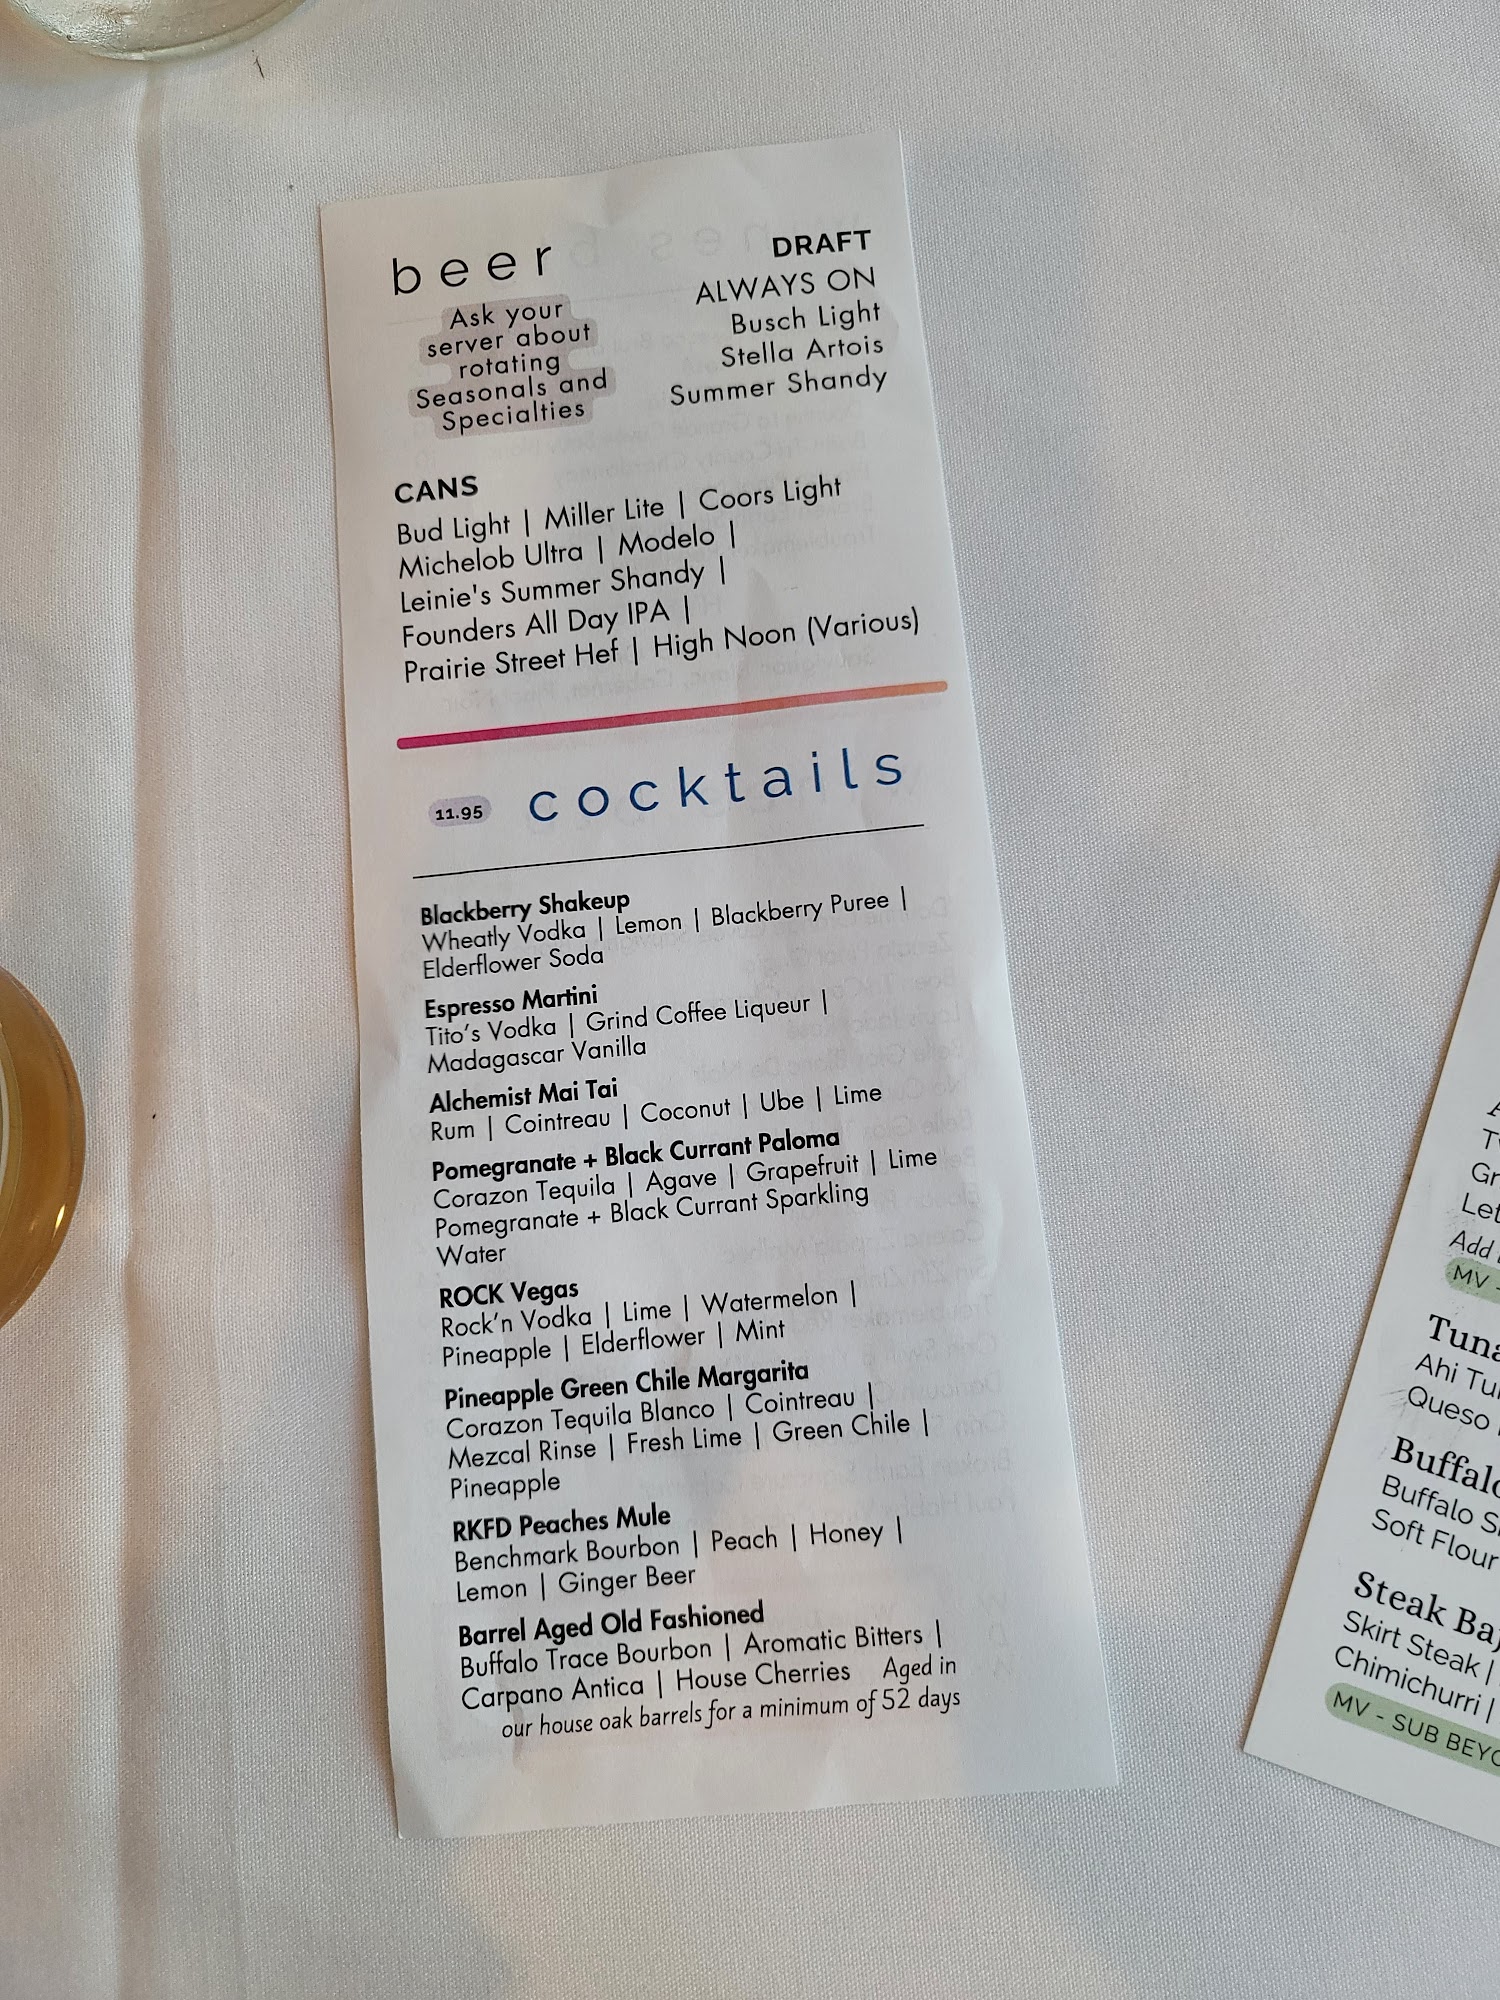 beer
Ask your
server about
rotating
Seasonals and
Specialties
DRAFT
ALWAYS ON
Busch Light
Stella Artois
Summer Shandy
CANS
Bud Light | Miller Lite | Coors Light
Michelob Ultra | Modelo |
Leinie's Summer Shandy |
Founders All Day IPA |
Prairie Street Hef | High Noon (Various)
11.95 cocktails
Blackberry Shakeup
Wheatly Vodka | Lemon | Blackberry Puree |
Elderflower Soda
Espresso Martini
Tito's Vodka | Grind Coffee Liqueur |
Madagascar Vanilla
Alchemist Mai Tai
Rum | Cointreau | Coconut | Ube | Lime
Pomegranate + Black Currant Paloma
Corazon Tequila | Agave | Grapefruit | Lime
Pomegranate + Black Currant Sparkling
Water
ROCK Vegas
Rock'n Vodka | Lime | Watermelon |
Pineapple | Elderflower | Mint
Pineapple Green Chile Margarita
Corazon Tequila Blanco | Cointreau |
Mezcal Rinse | Fresh Lime | Green Chile |
Pineapple
RKFD Peaches Mule
Benchmark Bourbon | Peach | Honey |
Lemon | Ginger Beer
Barrel Aged Old Fashioned
Buffalo Trace Bourbon | Aromatic Bitters |
Carpano Antica | House Cherries Aged in
our house oak barrels for a minimum of 52 days
Add
MV -
Tuna
Ahi
Queso
Buffalo
Soft Flour
Steak
Skirt Steak |
Chimichurri |
MV - SUB